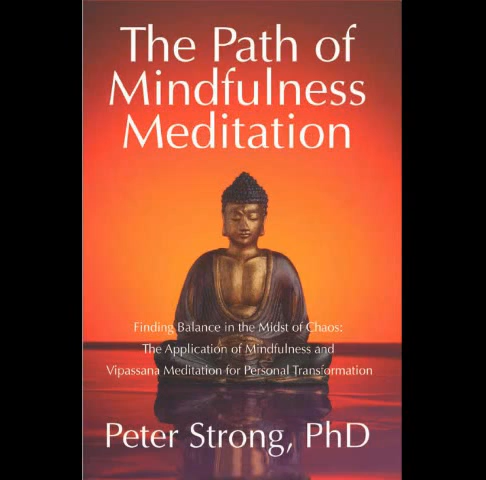 The Path of
Mindfulness
Meditation
Finding Balance in the Midst of Chaos:
The Application of Mindfulness and
Vipassana Meditation for Personal Transformation
Peter Strong, PhD